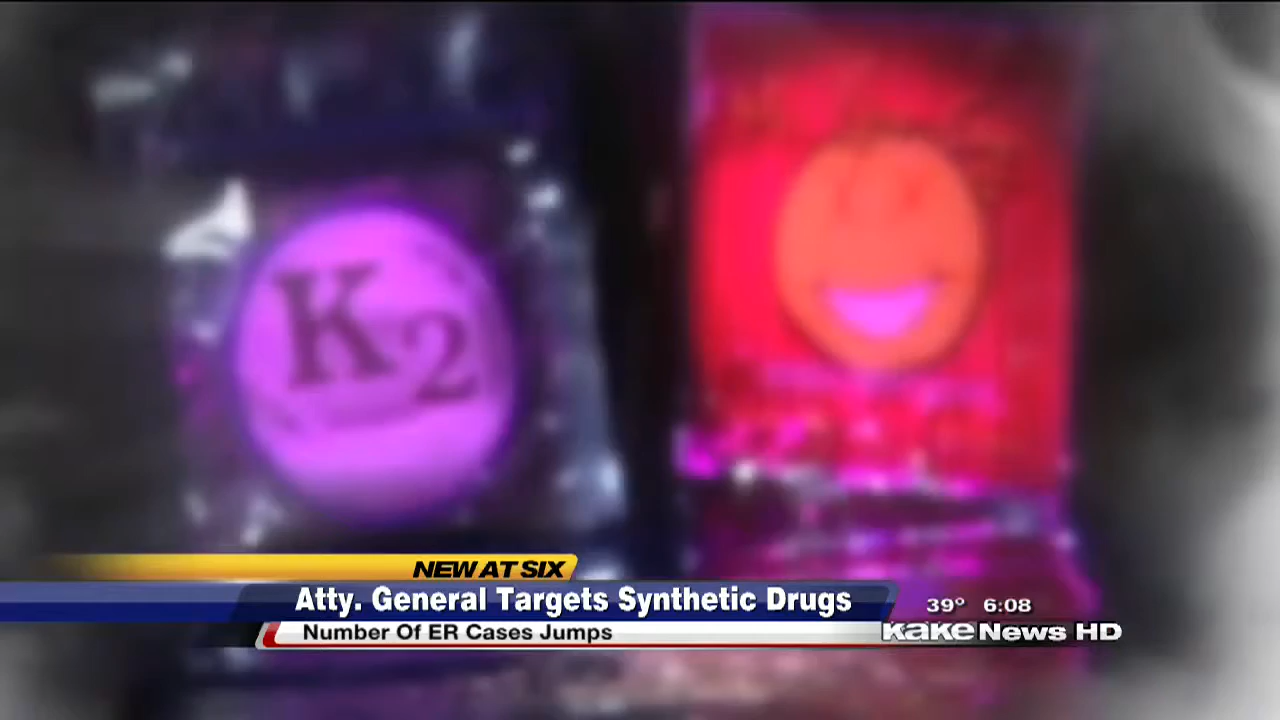 K2
NEW AT SIX
Atty. General Targets Synthetic Drugs
39° 6:08
Number Of ER Cases Jumps
KAKE NEWS HD